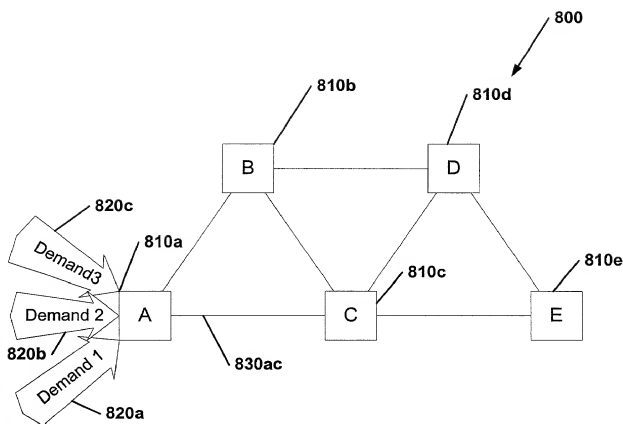 800
810b
810d
B
D
820c
810a
Demand3
810c
810e
Demand 2
A
C
E
820b
830ac
Demand 1
820a